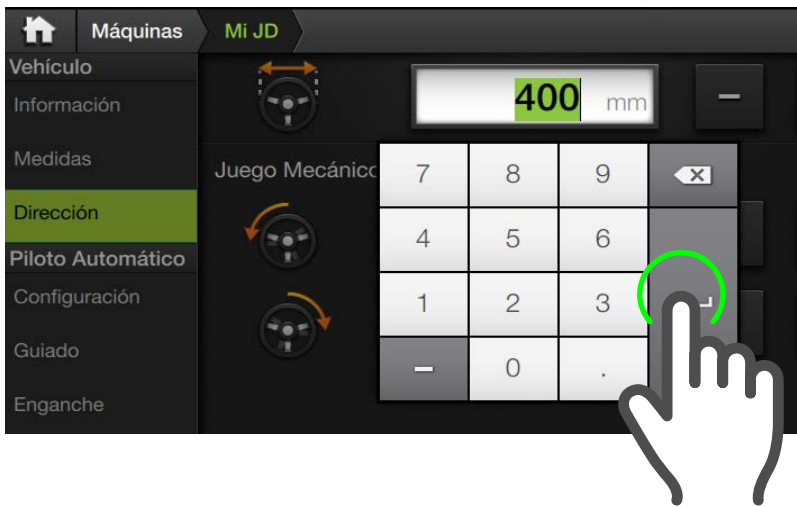 Máquinas
Mi JD
Vehículo
Información
400 mm
Medidas
Juego Mecánico
7 8 9
Dirección
4 5 6
Piloto Automático
Configuración
1 2 3
Guiado
- 0 .
Enganche